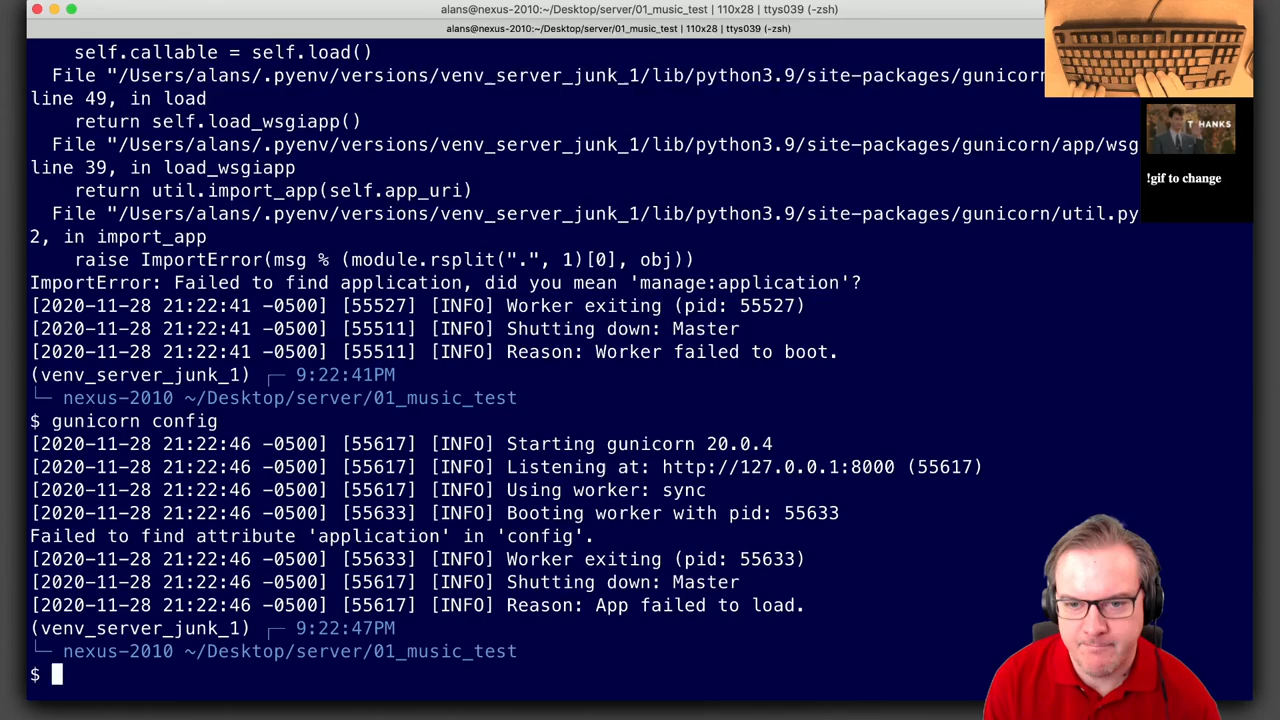 alans@nexus-2010:~/Desktop/server/01_music_test | 110x28 | ttys039 (-zsh)
alans@nexus-2010:~/Desktop/server/01_music_test | 110x28 | ttys039 (-zsh)
self.callable = self.load()
File "/Users/alans/.pyenv/versions/venv_server_junk_1/lib/python3.9/site-packages/gunicorn
line 49, in load
return self.load_wsgiapp()
File "/Users/alans/.pyenv/versions/venv_server_junk_1/lib/python3.9/site-packages/gunicorn/app/wsg
line 39, in load_wsgiapp
return util.import_app(self.app_uri)
File "/Users/alans/.pyenv/versions/venv_server_junk_1/lib/python3.9/site-packages/gunicorn/util.py
2, in import_app
raise ImportError(msg % (module.rsplit(".", 1)[0], obj))
ImportError: Failed to find application, did you mean 'manage:application'?
[2020-11-28 21:22:41 -0500] [55527] [INFO] Worker exiting (pid: 55527)
[2020-11-28 21:22:41 -0500] [55511] [INFO] Shutting down: Master
[2020-11-28 21:22:41 -0500] [55511] [INFO] Reason: Worker failed to boot.
(venv_server_junk_1) ┌─ 9:22:41PM
└─ nexus-2010 ~/Desktop/server/01_music_test
$ gunicorn config
[2020-11-28 21:22:46 -0500] [55617] [INFO] Starting gunicorn 20.0.4
[2020-11-28 21:22:46 -0500] [55617] [INFO] Listening at: http://127.0.0.1:8000 (55617)
[2020-11-28 21:22:46 -0500] [55617] [INFO] Using worker: sync
[2020-11-28 21:22:46 -0500] [55633] [INFO] Booting worker with pid: 55633
Failed to find attribute 'application' in 'config'.
[2020-11-28 21:22:46 -0500] [55633] [INFO] Worker exiting (pid: 55633)
[2020-11-28 21:22:46 -0500] [55617] [INFO] Shutting down: Master
[2020-11-28 21:22:46 -0500] [55617] [INFO] Reason: App failed to load.
(venv_server_junk_1) ┌─ 9:22:47PM
└─ nexus-2010 ~/Desktop/server/01_music_test
$
T HANKS
!gif to change